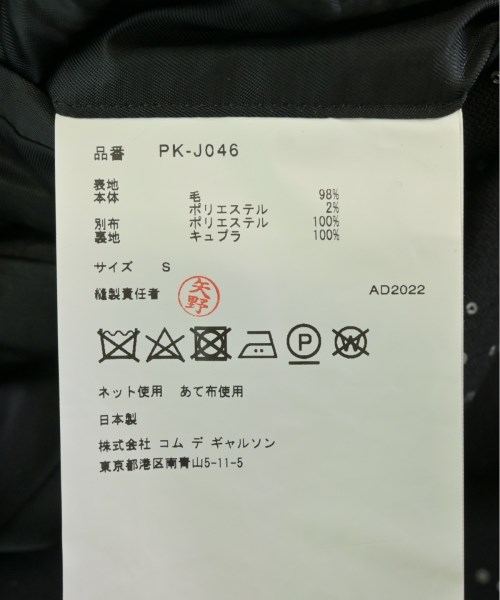 品番 PK-J046
表地
本体 毛 98%
ポリエステル 2%
別布 ポリエステル 100%
裏地 キュプラ 100%
サイズ S
縫製責任者 矢野 AD2022
P W
ネット使用 あて布使用
日本製
株式会社 コム デ ギャルソン
東京都港区南青山5-11-5